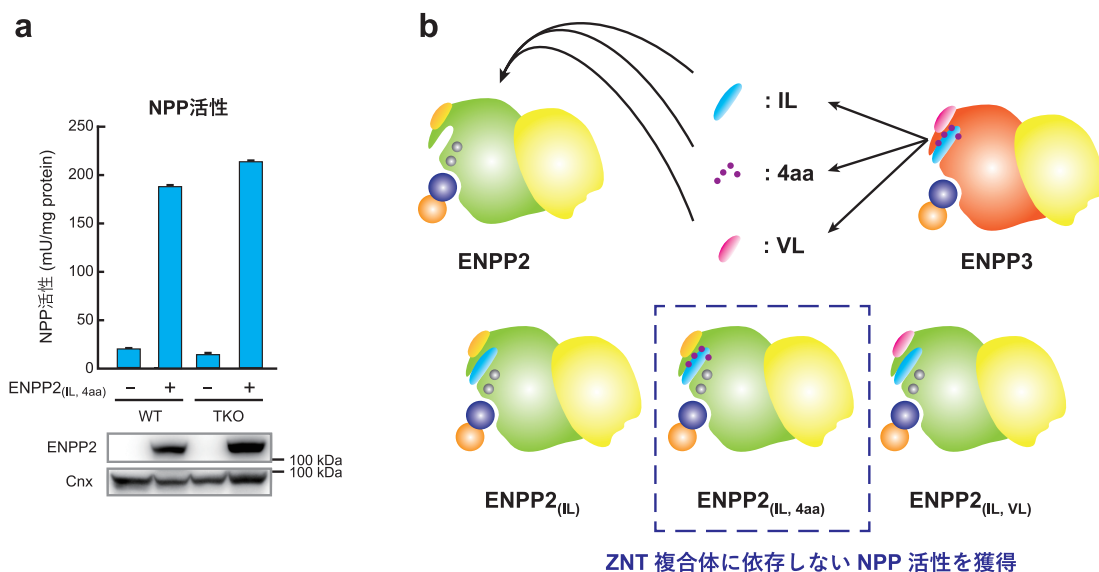 a
NPP活性
NPP活性 (mU/mg protein)
250
200
150
100
50
0
ENPP2(IL, 4aa) − + − +
WT TKO
ENPP2
100 kDa
100 kDa
Cnx
b
: IL
: 4aa
: VL
ENPP2
ENPP3
ENPP2(IL)
ENPP2(IL, 4aa)
ENPP2(IL, VL)
ZNT 複合体に依存しない NPP 活性を獲得